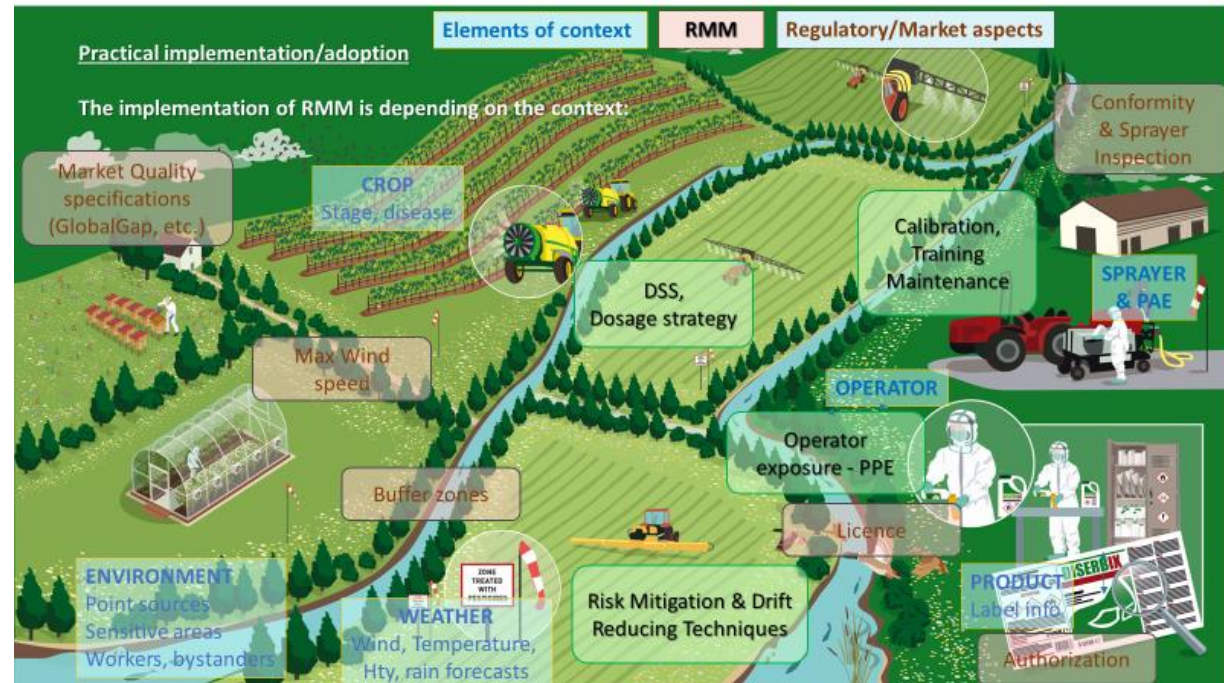 Elements of context
RMM
Regulatory/Market aspects
Practical implementation/adoption
The implementation of RMM is depending on the context:
Conformity
& Sprayer
Inspection
Market Quality
specifications
(GlobalGap, etc.)
CROP
Stage, disease
Calibration,
Training
Maintenance
DSS,
Dosage strategy
SPRAYER
& PAE
Max Wind
speed
OPERATOR
Operator
exposure - PPE
Buffer zones
Licence
ENVIRONMENT
Point sources
Sensitive areas
Workers, bystanders
ZONE
TREATED
WITH
WEATHER
Wind, Temperature,
Hty, rain forecasts
Risk Mitigation & Drift
Reducing Techniques
DiSERBIX
PRODUCT
Label info
Authorization